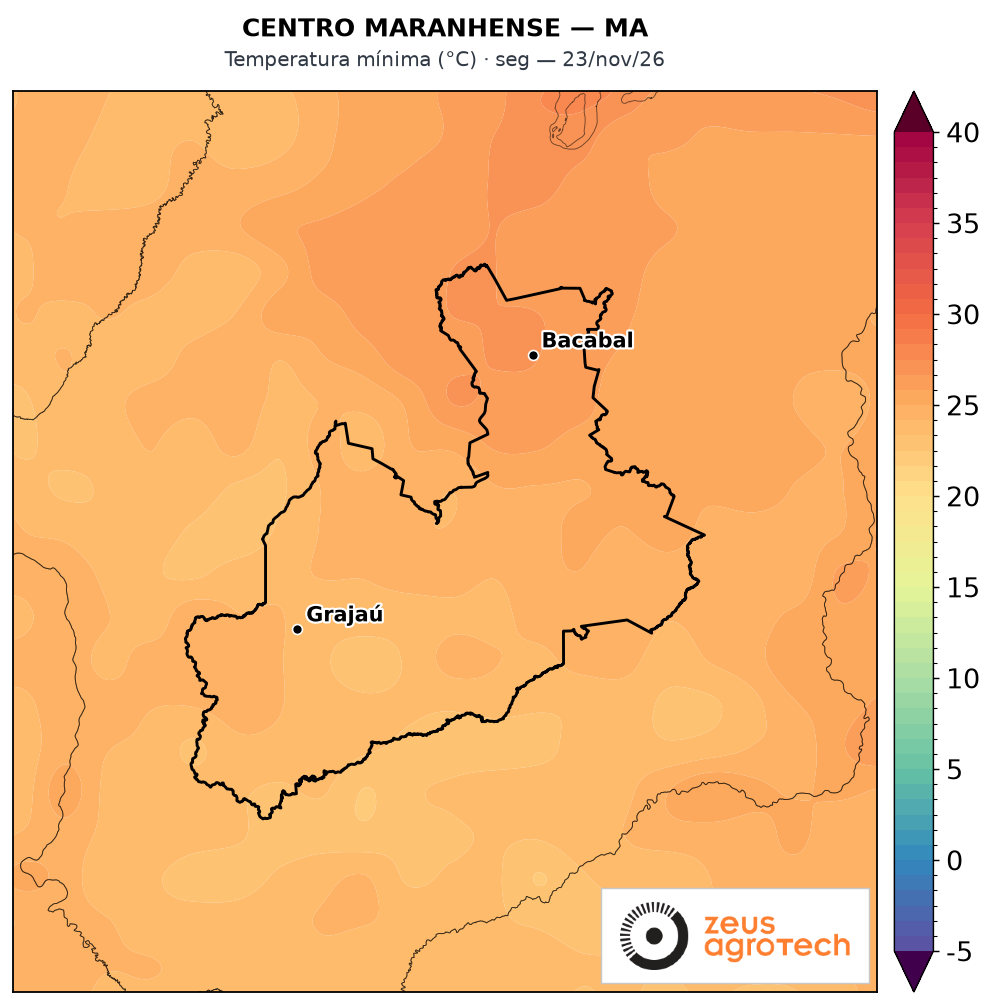 CENTRO MARANHENSE — MA
Temperatura mínima (°C) · seg — 23/nov/26
40
35
30
25
20
15
10
5
0
-5
Bacabal
Grajaú
zeus
agrotech